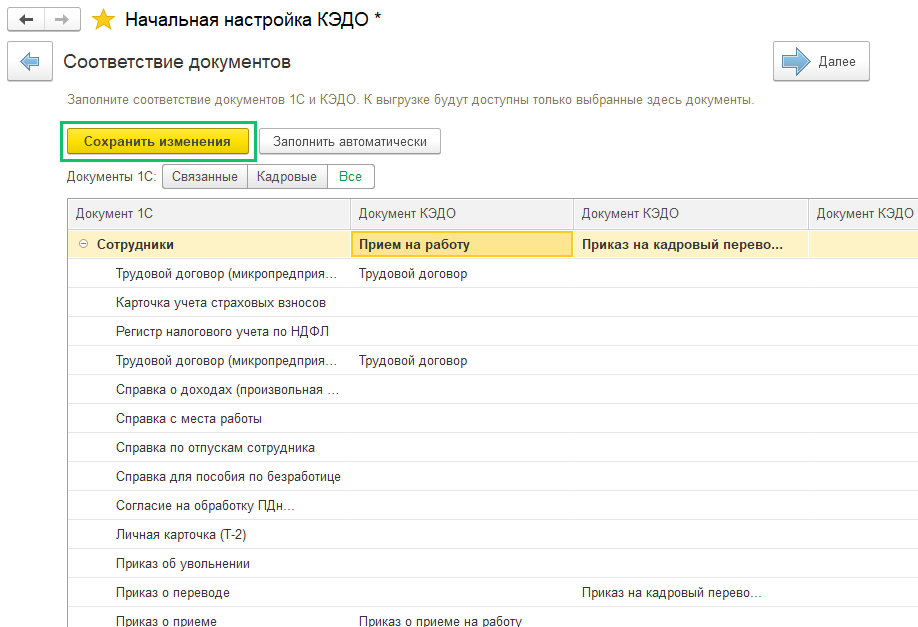 Начальная настройка КЭДО *
Соответствие документов
Далее
Заполните соответствие документов 1С и КЭДО. К выгрузке будут доступны только выбранные здесь документы.
Сохранить изменения Заполнить автоматически
Документы 1С: Связанные Кадровые Все
Документ 1С Документ КЭДО Документ КЭДО Документ КЭДО
Сотрудники Прием на работу Приказ на кадровый перево...
Трудовой договор (микропредприя... Трудовой договор
Карточка учета страховых взносов
Регистр налогового учета по НДФЛ
Трудовой договор (микропредприя... Трудовой договор
Справка о доходах (произвольная ...
Справка с места работы
Справка по отпускам сотрудника
Справка для пособия по безработице
Согласие на обработку ПДн...
Личная карточка (Т-2)
Приказ об увольнении
Приказ о переводе Приказ на кадровый перево...
Приказ о приеме Приказ о приеме на работу